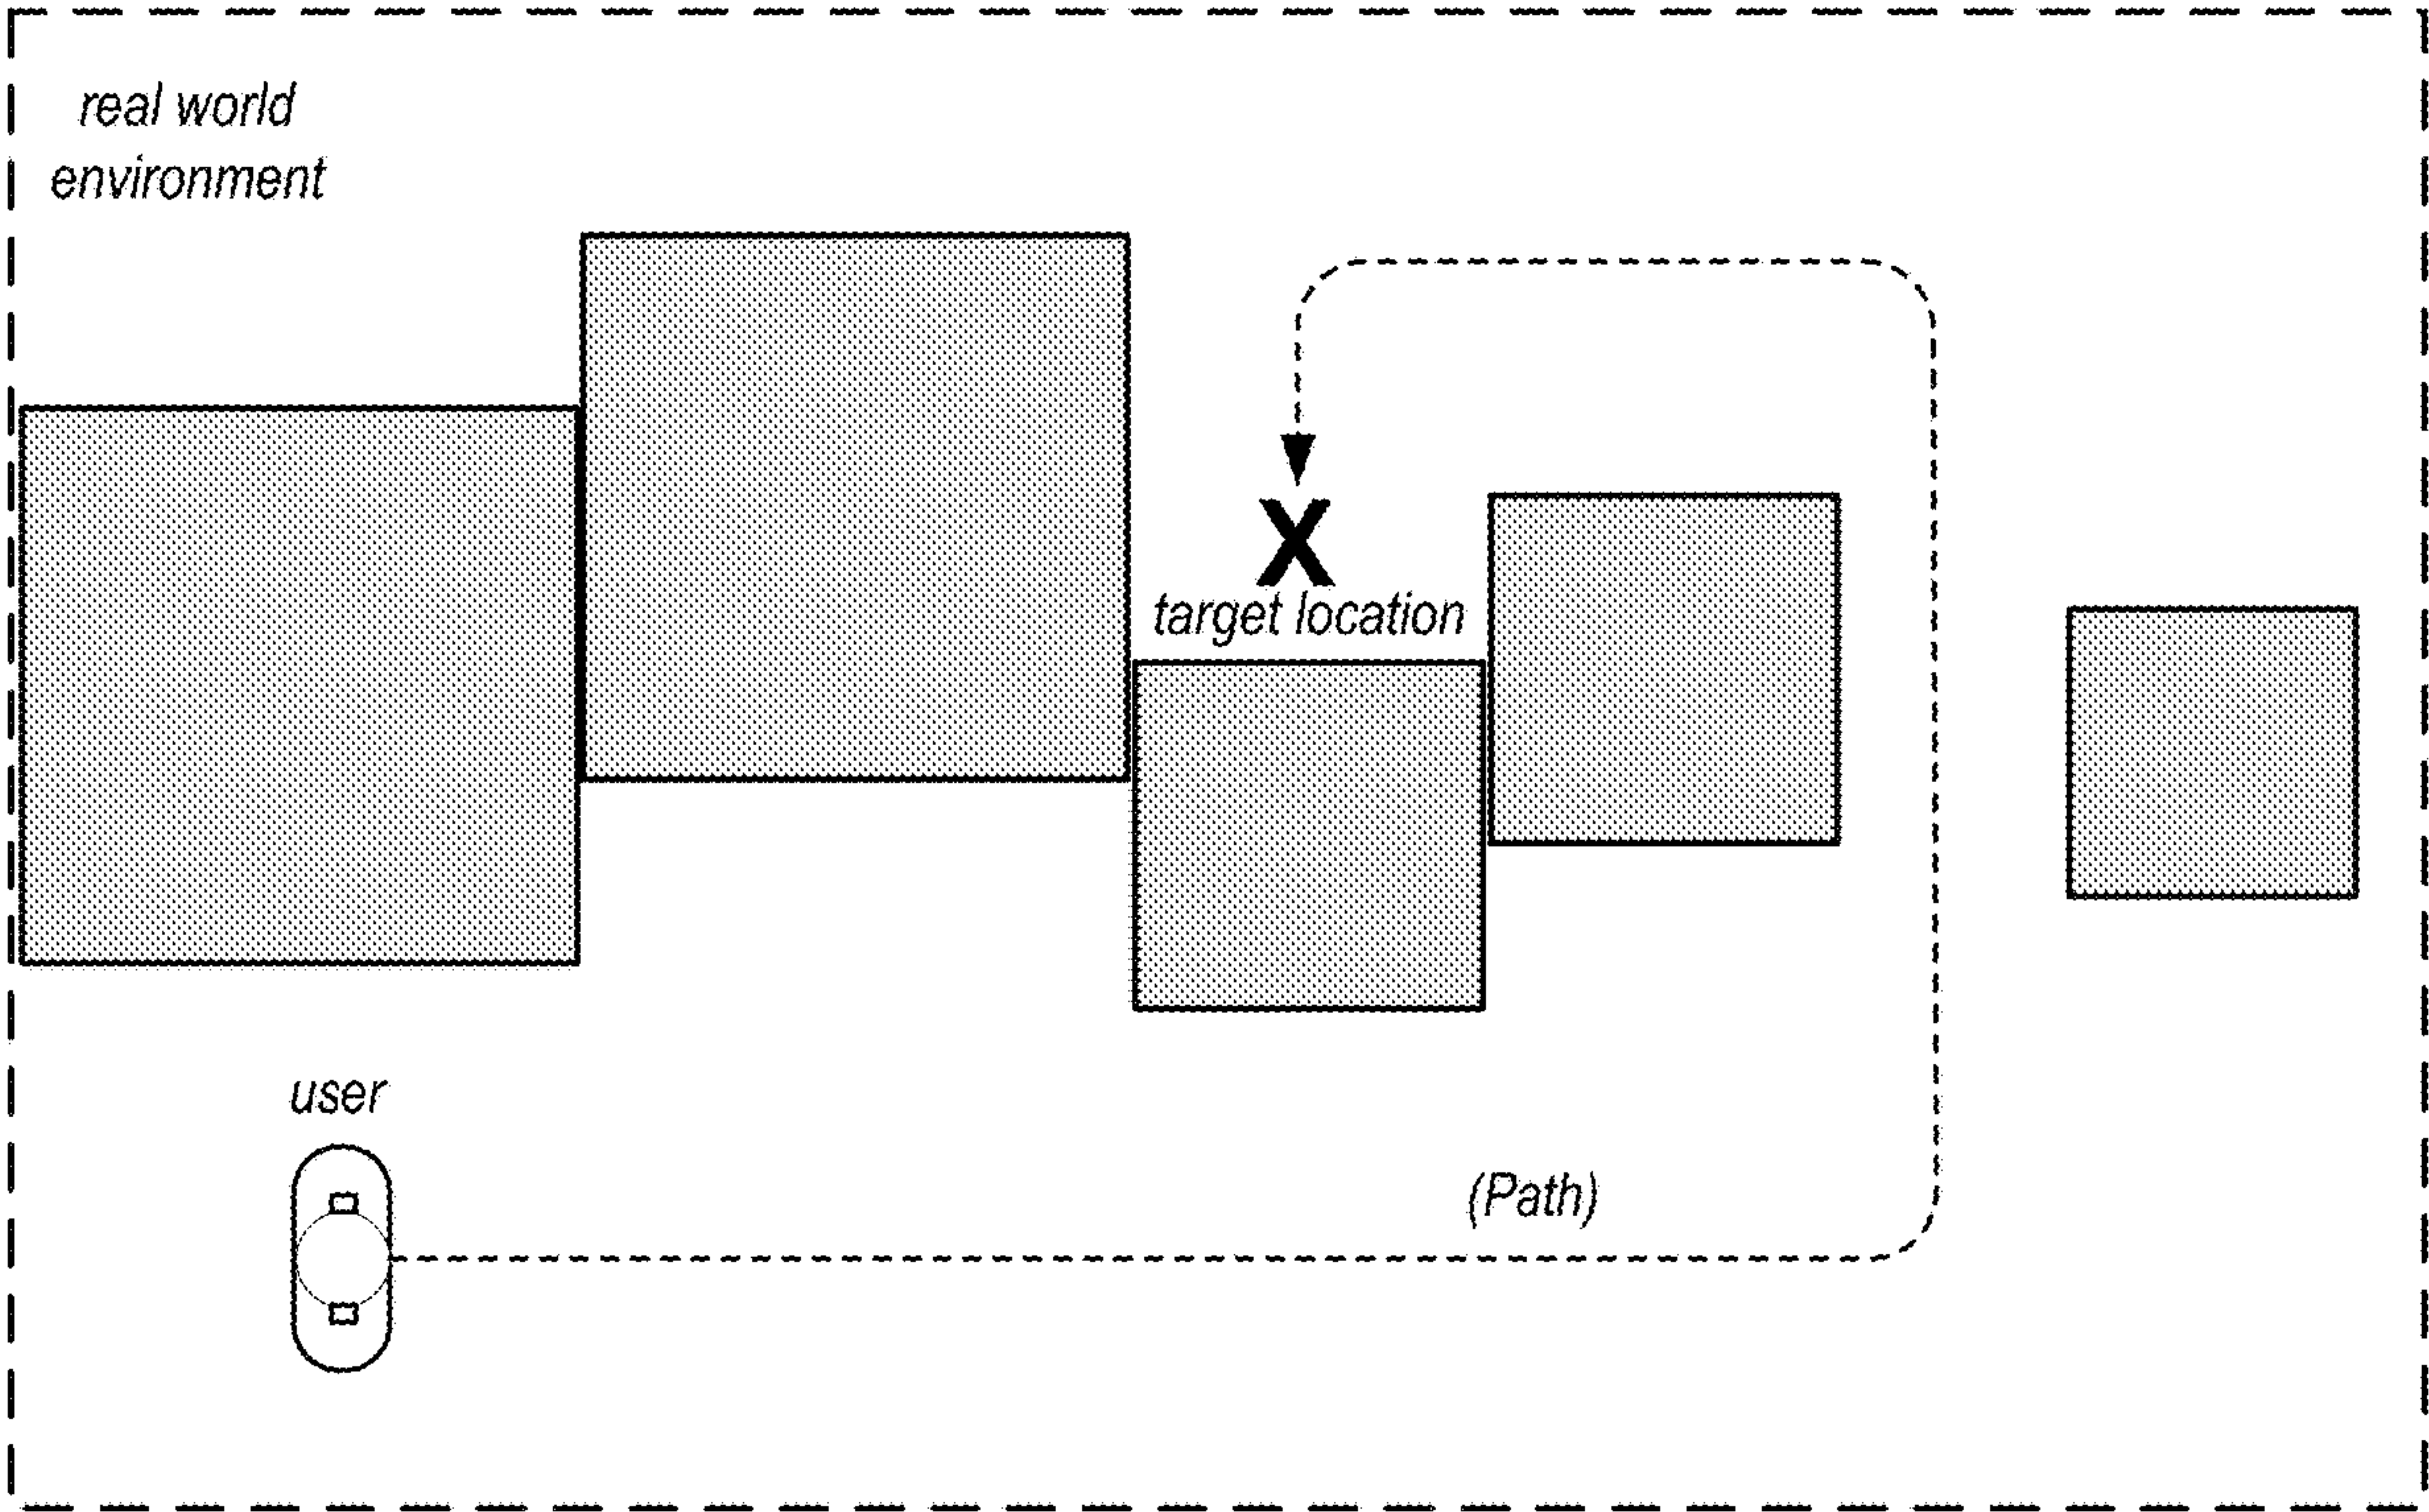 real world
environment
X
target location
user
(Path)